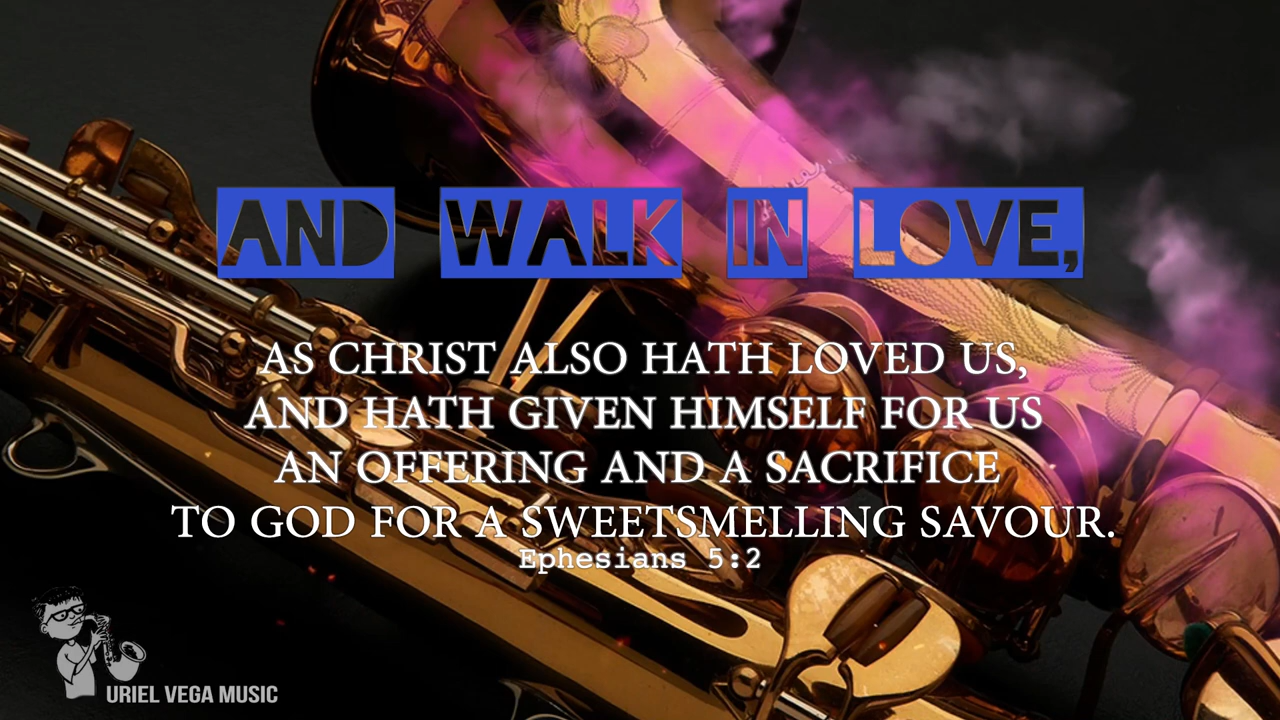 AND WALK IN LOVE,
AS CHRIST ALSO HATH LOVED US,
AND HATH GIVEN HIMSELF FOR US
AN OFFERING AND A SACRIFICE
TO GOD FOR A SWEETSMELLING SAVOUR.
Ephesians 5:2
URIEL VEGA MUSIC